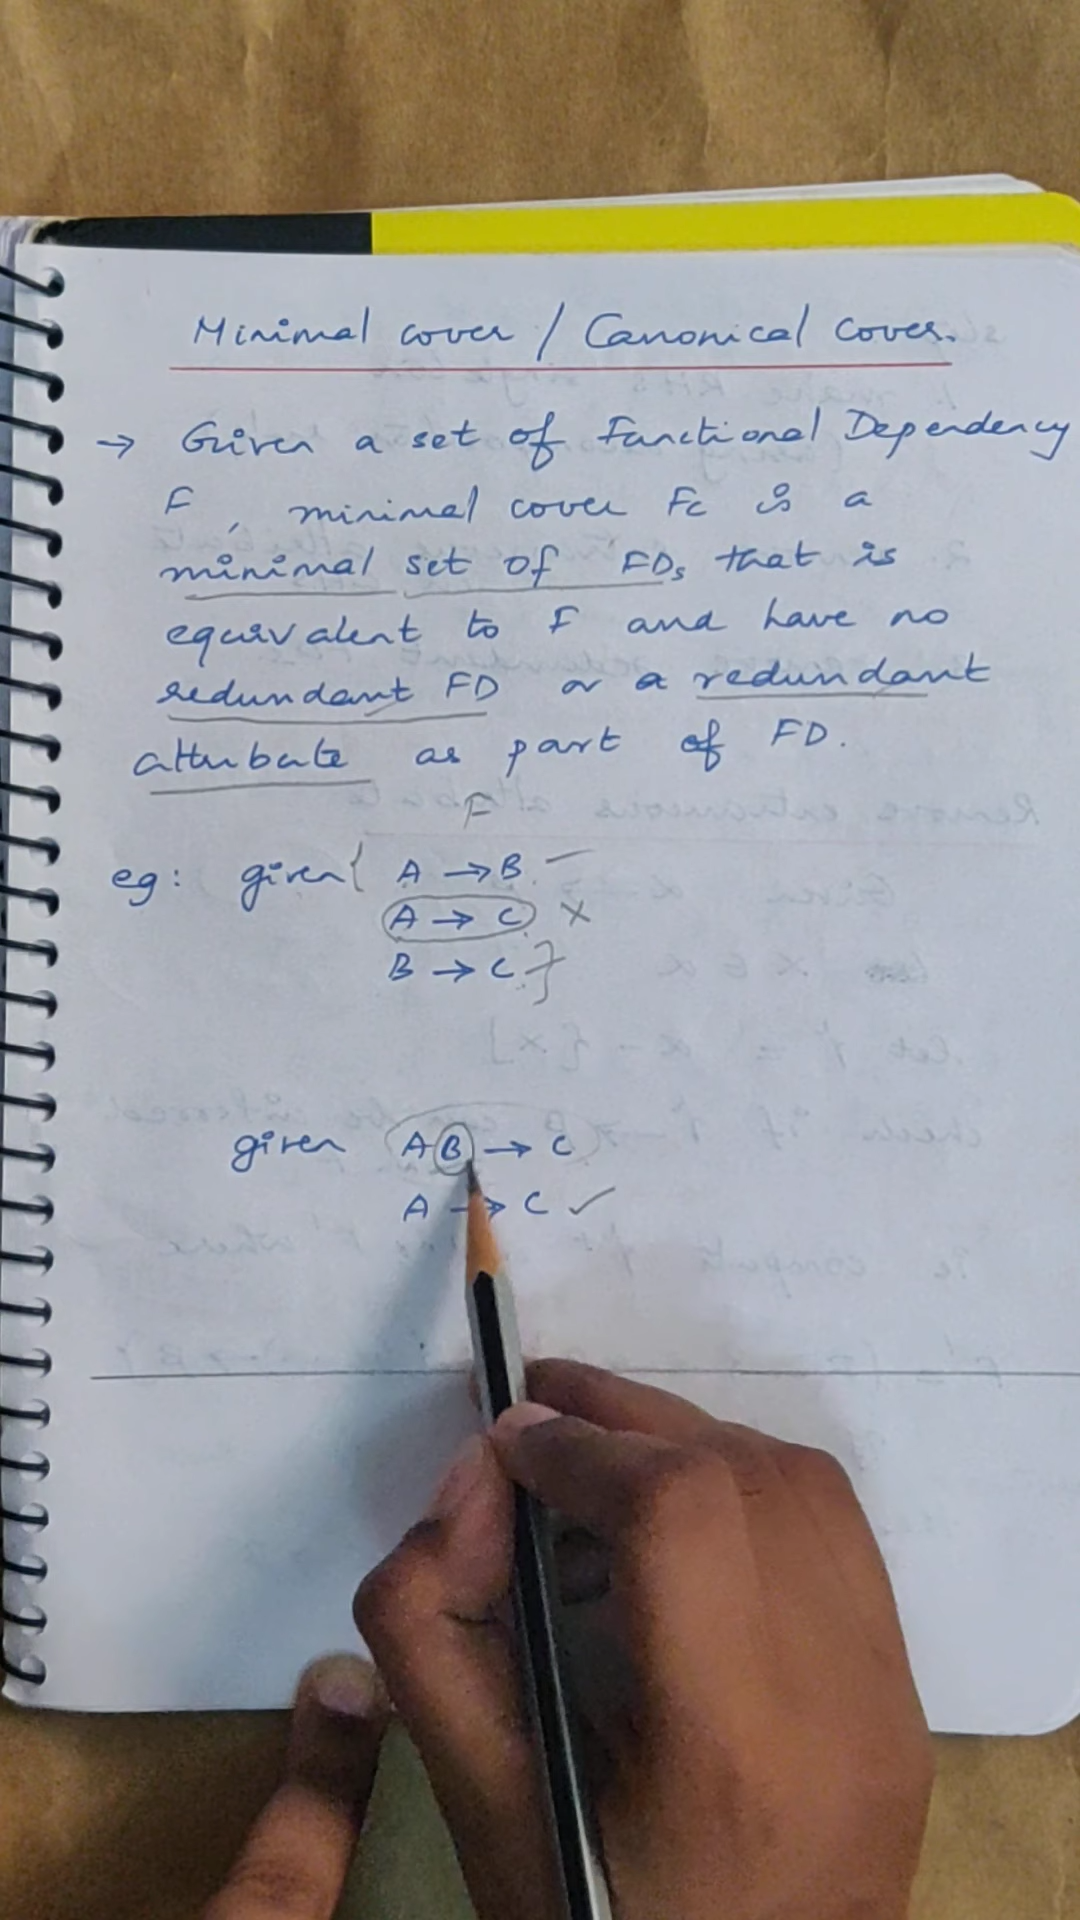 Minimal cover / Canonical Cover.
→ Given a set of Functional Dependency
F, minimal cover Fc is a
minimal set of FDs that is
equivalent to F and have no
redundant FD or a redundant
attribute as part of FD.
F
eg: given { A → B
A → C ×
B → C }
given AB → C
A → C ✓